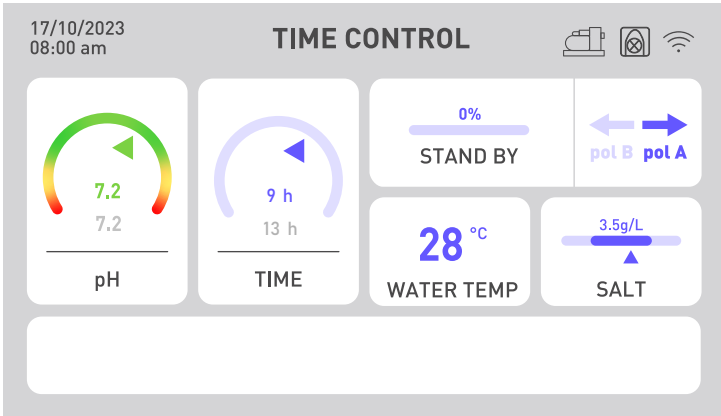 17/10/2023
08:00 am
TIME CONTROL
7.2
7.2
pH
9 h
13 h
TIME
0%
STAND BY
pol B pol A
28 °C
WATER TEMP
3.5g/L
SALT